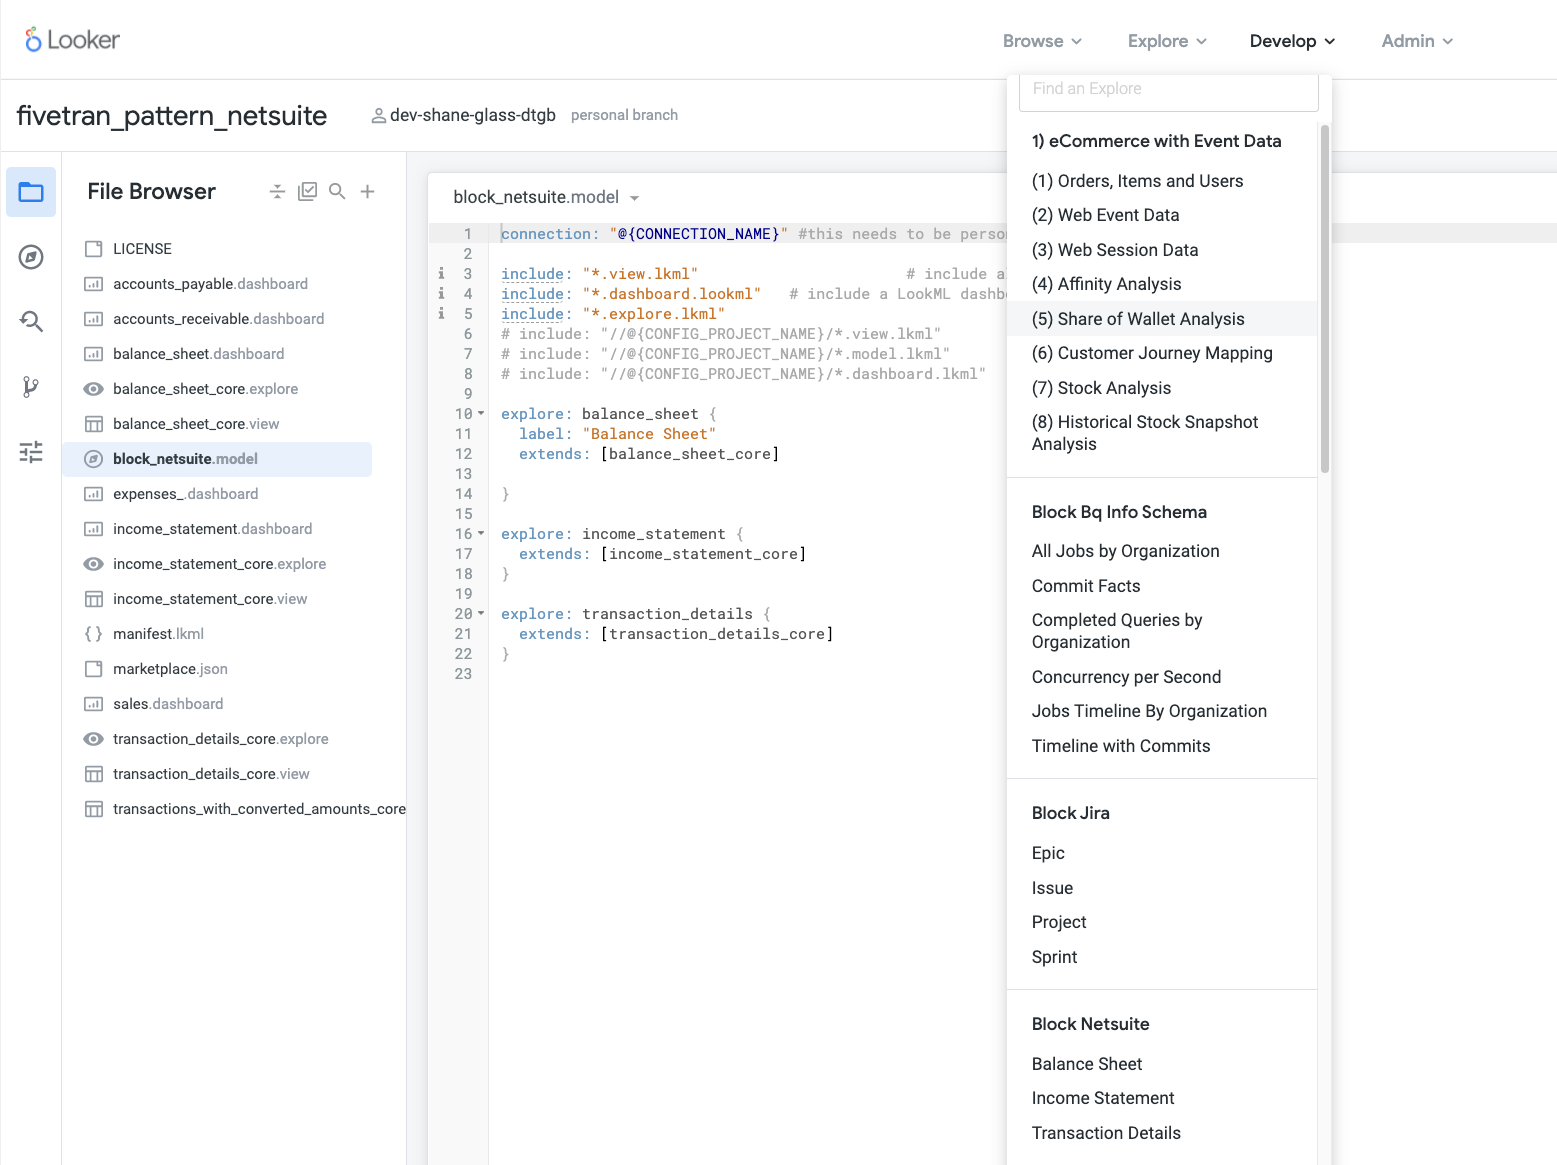 Looker
Browse
Explore
Develop
Admin
fivetran_pattern_netsuite
dev-shane-glass-dtgb
personal branch
File Browser
LICENSE
accounts_payable.dashboard
accounts_receivable.dashboard
balance_sheet.dashboard
balance_sheet_core.explore
balance_sheet_core.view
block_netsuite.model
expenses_.dashboard
income_statement.dashboard
income_statement_core.explore
income_statement_core.view
manifest.lkml
marketplace.json
sales.dashboard
transaction_details_core.explore
transaction_details_core.view
transactions_with_converted_amounts_core
block_netsuite.model
1 connection: "@{CONNECTION_NAME}" #this needs to be perso
2
3 include: "*.view.lkml" # include a
4 include: "*.dashboard.lookml" # include a LookML dashb
5 include: "*.explore.lkml"
6 # include: "//@{CONFIG_PROJECT_NAME}/*.view.lkml"
7 # include: "//@{CONFIG_PROJECT_NAME}/*.model.lkml"
8 # include: "//@{CONFIG_PROJECT_NAME}/*.dashboard.lkml"
9
10 explore: balance_sheet {
11 label: "Balance Sheet"
12 extends: [balance_sheet_core]
13
14 }
15
16 explore: income_statement {
17 extends: [income_statement_core]
18 }
19
20 explore: transaction_details {
21 extends: [transaction_details_core]
22 }
23
Find an Explore
1) eCommerce with Event Data
(1) Orders, Items and Users
(2) Web Event Data
(3) Web Session Data
(4) Affinity Analysis
(5) Share of Wallet Analysis
(6) Customer Journey Mapping
(7) Stock Analysis
(8) Historical Stock Snapshot
Analysis
Block Bq Info Schema
All Jobs by Organization
Commit Facts
Completed Queries by
Organization
Concurrency per Second
Jobs Timeline By Organization
Timeline with Commits
Block Jira
Epic
Issue
Project
Sprint
Block Netsuite
Balance Sheet
Income Statement
Transaction Details